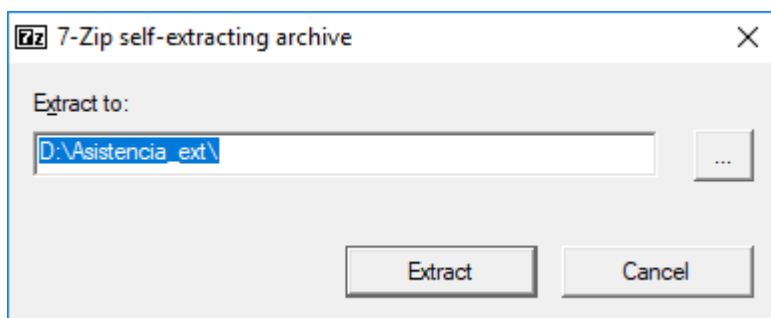 7z 7-Zip self-extracting archive
Extract to:
D:\Asistencia_ext\
...
Extract Cancel